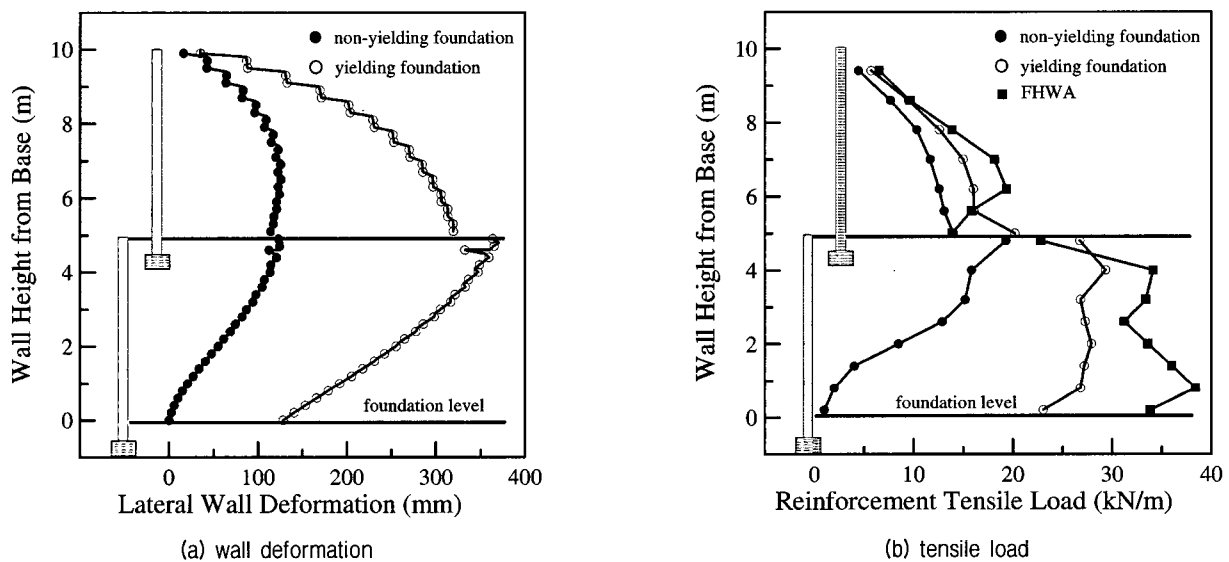 Wall Height from Base (m)
10
8
6
4
2
0
non-yielding foundation
yielding foundation
foundation level
0
100
200
300
400
Lateral Wall Deformation (mm)
(a) wall deformation
Wall Height from Base (m)
10
8
6
4
2
0
non-yielding foundation
yielding foundation
FHWA
foundation level
0
10
20
30
40
Reinforcement Tensile Load (kN/m)
(b) tensile load